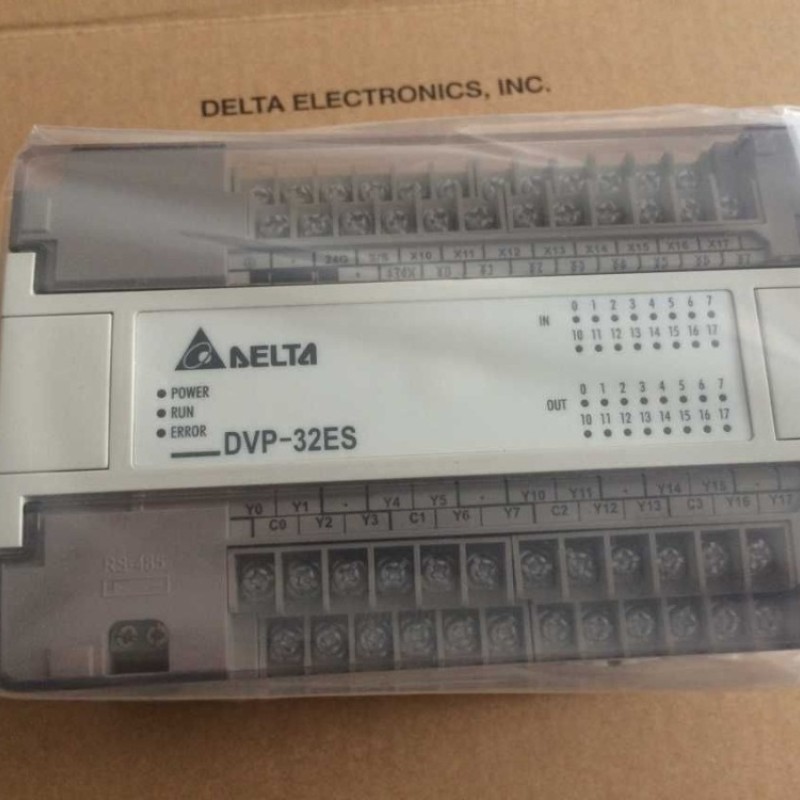 DELTA ELECTRONICS, INC.
24G S/S X10 X11 X12 X13 X14 X15 X16 X17
X0 X1 X2 X3 X4 X5 X6 X7
DELTA
IN
0 1 2 3 4 5 6 7
10 11 12 13 14 15 16 17
POWER
RUN
ERROR
DVP-32ES
OUT
0 1 2 3 4 5 6 7
10 11 12 13 14 15 16 17
Y0 Y1 • Y4 Y5 • Y10 Y11 • Y14 Y15 •
C0 Y2 Y3 C1 Y6 Y7 C2 Y12 Y13 C3 Y16 Y17
RS-485